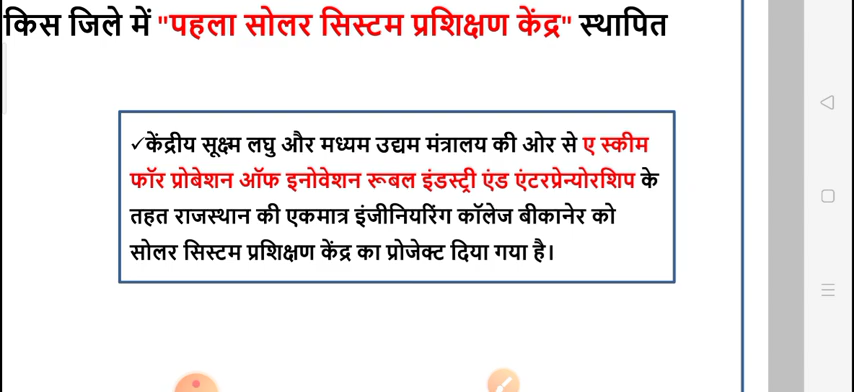 किस जिले में "पहला सोलर सिस्टम प्रशिक्षण केंद्र" स्थापित
✓केंद्रीय सूक्ष्म लघु और मध्यम उद्यम मंत्रालय की ओर से ए स्कीम
फॉर प्रोबेशन ऑफ इनोवेशन रूबल इंडस्ट्री एंड एंटरप्रेन्योरशिप के
तहत राजस्थान की एकमात्र इंजीनियरिंग कॉलेज बीकानेर को
सोलर सिस्टम प्रशिक्षण केंद्र का प्रोजेक्ट दिया गया है।